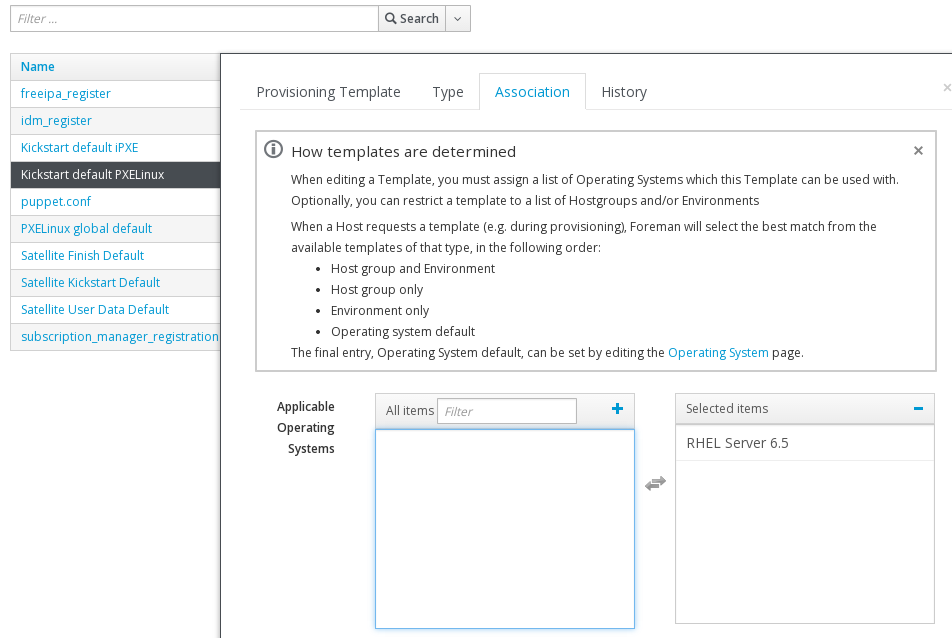 Filter ...
Search
Name
freeipa_register
idm_register
Kickstart default iPXE
Kickstart default PXELinux
puppet.conf
PXELinux global default
Satellite Finish Default
Satellite Kickstart Default
Satellite User Data Default
subscription_manager_registration
Provisioning Template Type Association History
How templates are determined
When editing a Template, you must assign a list of Operating Systems which this Template can be used with.
Optionally, you can restrict a template to a list of Hostgroups and/or Environments
When a Host requests a template (e.g. during provisioning), Foreman will select the best match from the
available templates of that type, in the following order:
• Host group and Environment
• Host group only
• Environment only
• Operating system default
The final entry, Operating System default, can be set by editing the Operating System page.
Applicable
Operating
Systems
All items Filter
Selected items
RHEL Server 6.5